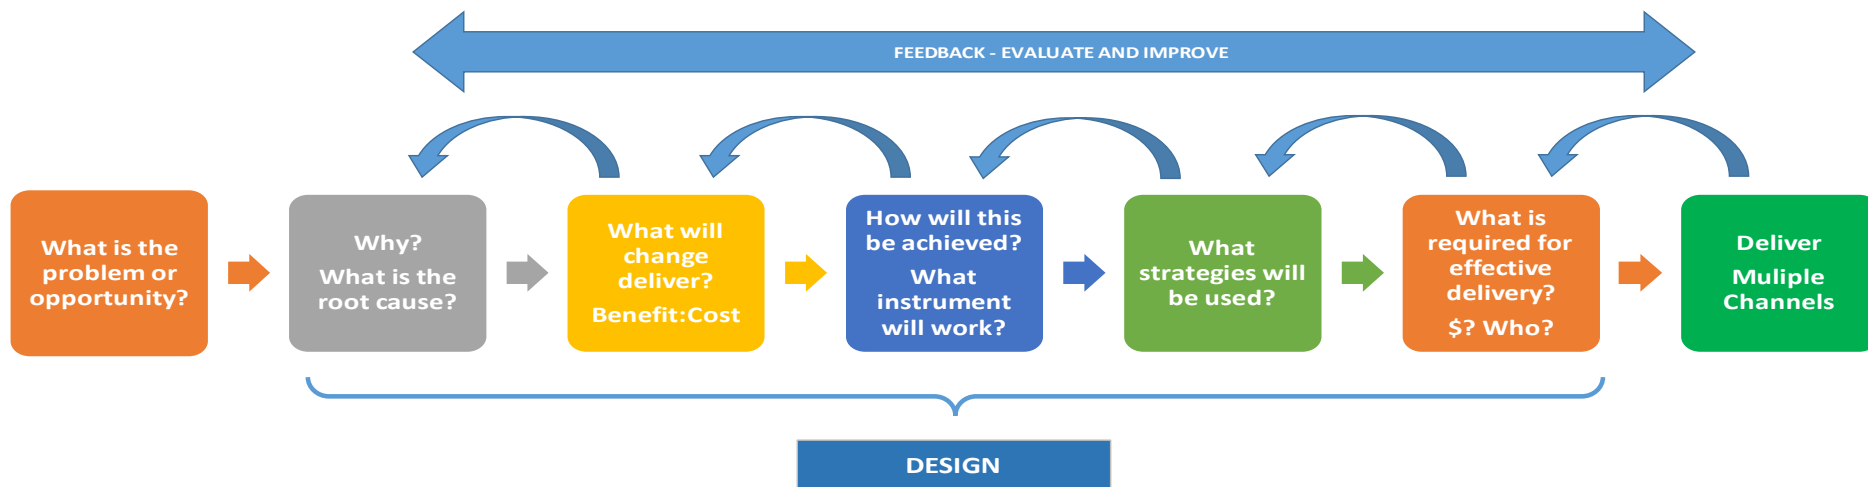 FEEDBACK - EVALUATE AND IMPROVE
What is the
problem or
opportunity?
Why?
What is the
root cause?
What will
change
deliver?
Benefit:Cost
How will this
be achieved?
What
instrument
will work?
What
strategies will
be used?
What is
required for
effective
delivery?
$? Who?
Deliver
Muliple
Channels
DESIGN